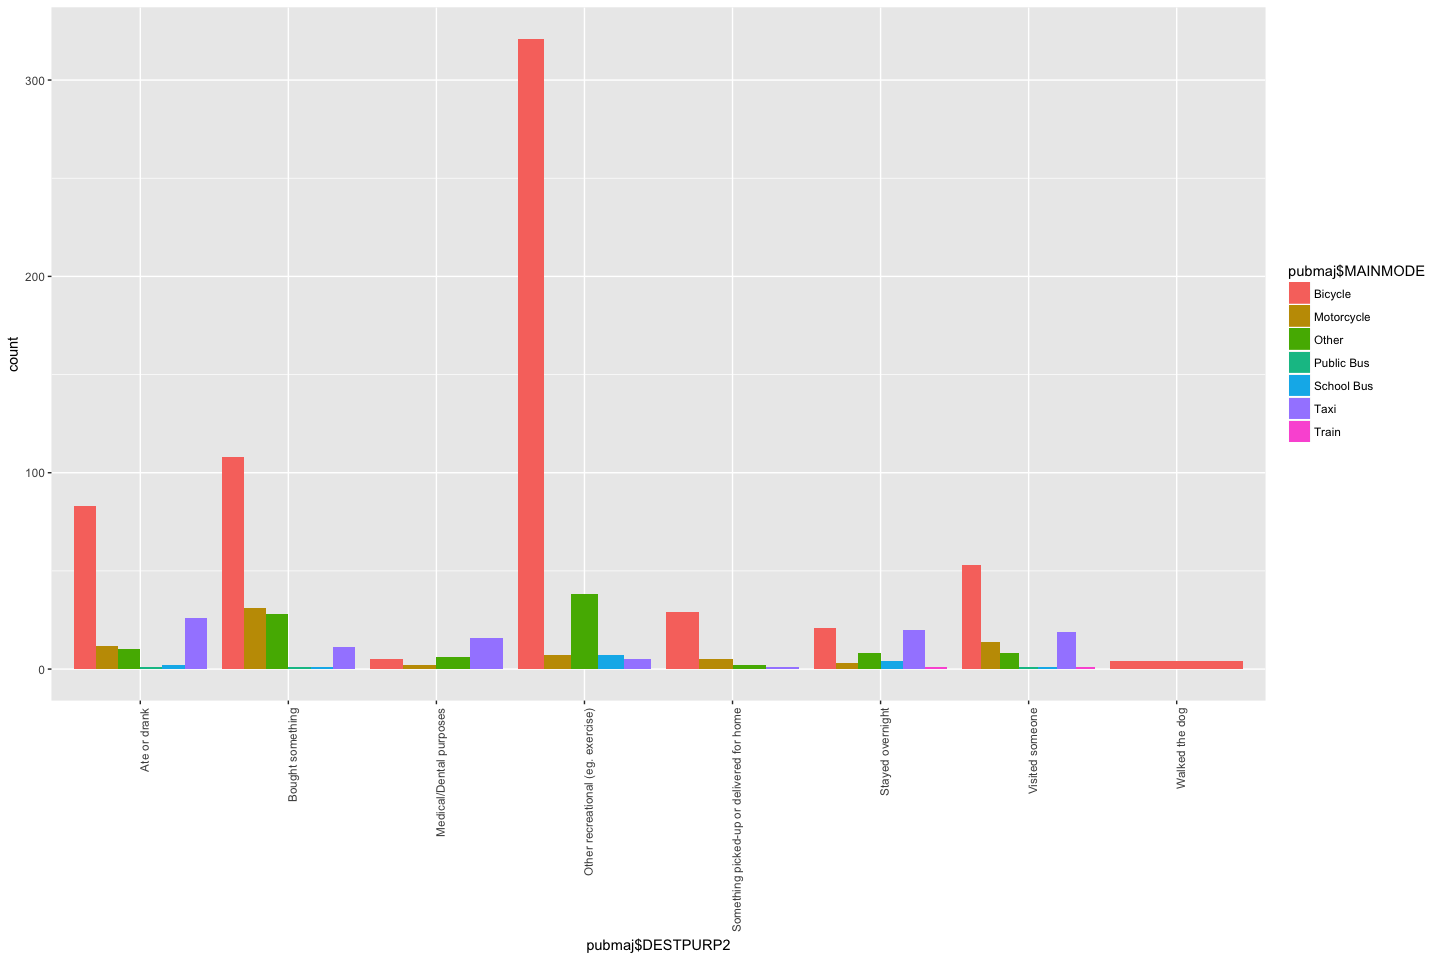 300
200
100
0
count
Ate or drank
Bought something
Medical/Dental purposes
Other recreational (eg. exercise)
Something picked-up or delivered for home
Stayed overnight
Visited someone
Walked the dog
pubmaj$DESTPURP2
pubmaj$MAINMODE
Bicycle
Motorcycle
Other
Public Bus
School Bus
Taxi
Train